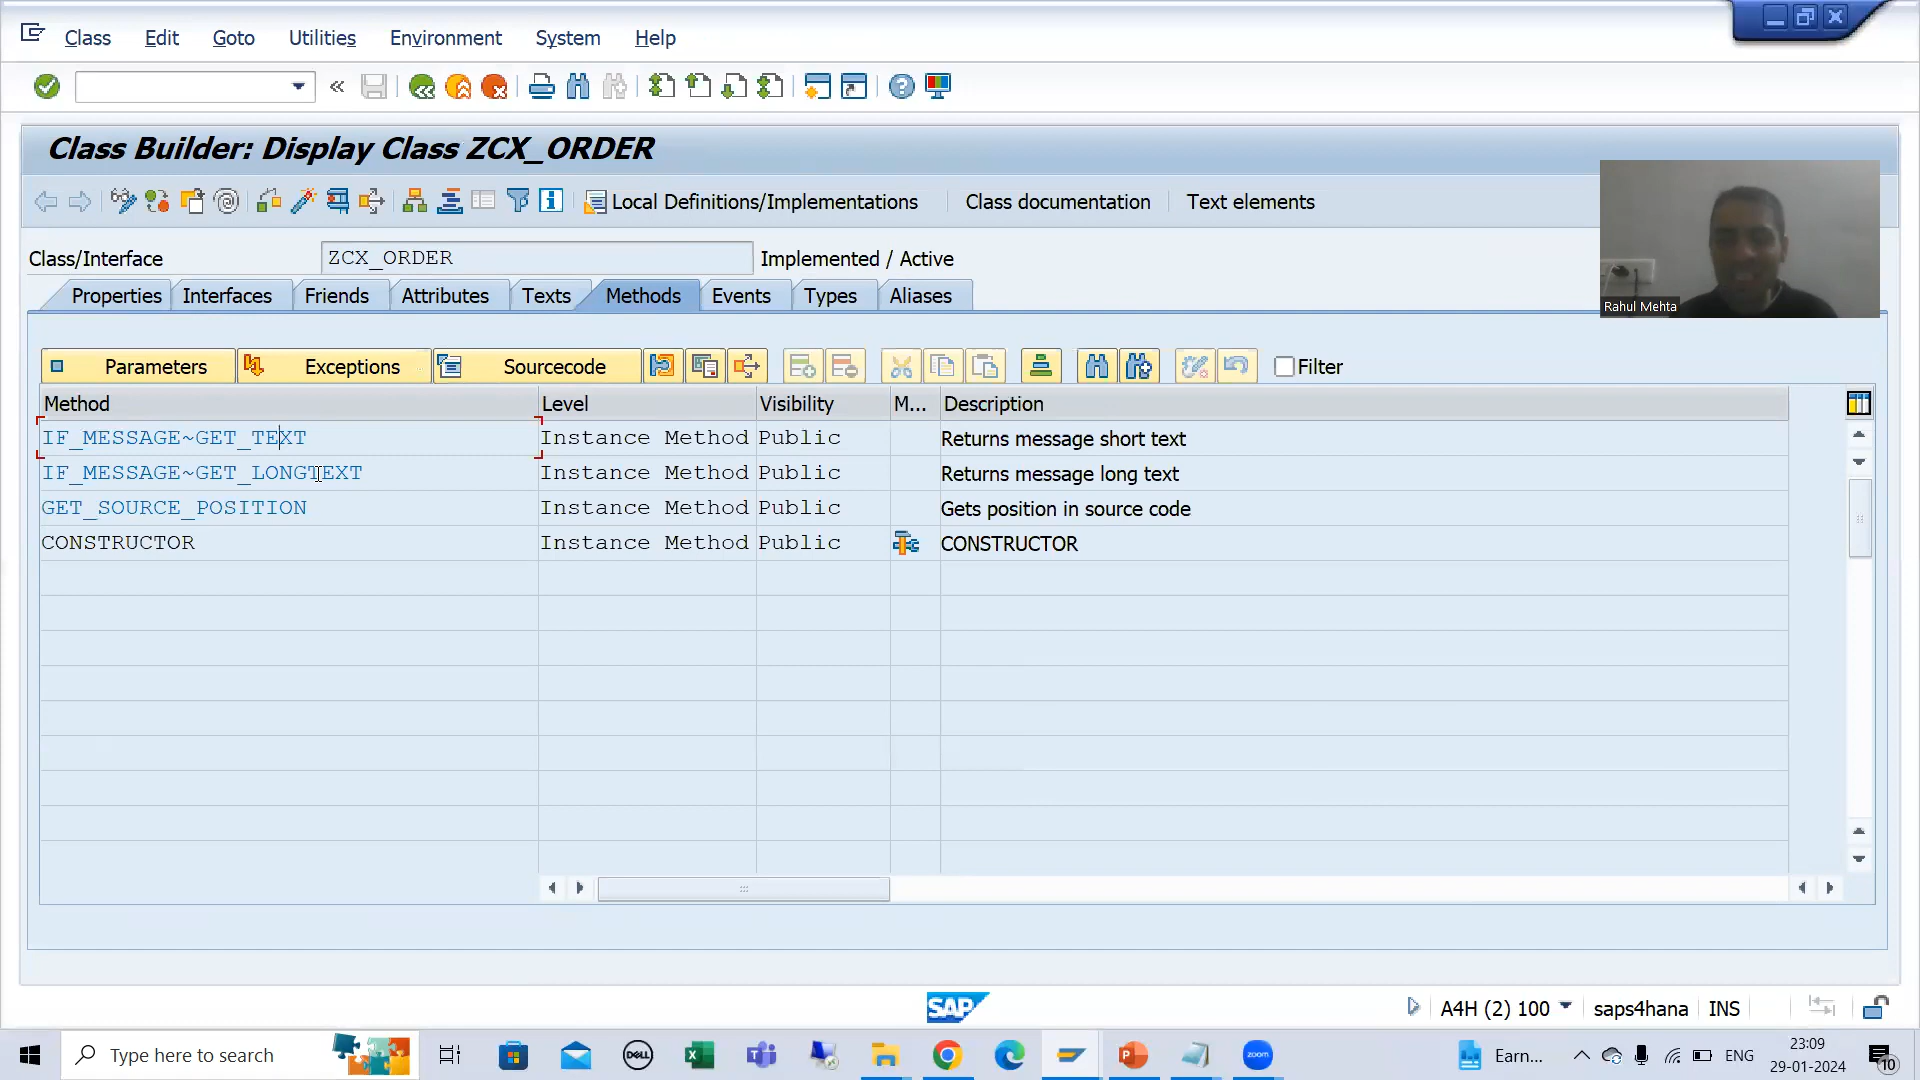 Class Edit Goto Utilities Environment System Help
Class Builder: Display Class ZCX_ORDER
Local Definitions/Implementations Class documentation Text elements
Class/Interface ZCX_ORDER Implemented / Active
Rahul Mehta
Properties Interfaces Friends Attributes Texts Methods Events Types Aliases
Parameters Exceptions Sourcecode Filter
Method Level Visibility M... Description
IF_MESSAGE~GET_TEXT Instance Method Public Returns message short text
IF_MESSAGE~GET_LONGTEXT Instance Method Public Returns message long text
GET_SOURCE_POSITION Instance Method Public Gets position in source code
CONSTRUCTOR Instance Method Public CONSTRUCTOR
SAP A4H (2) 100 saps4hana INS
Type here to search DELL zoom Earn... ENG 23:09
29-01-2024 10